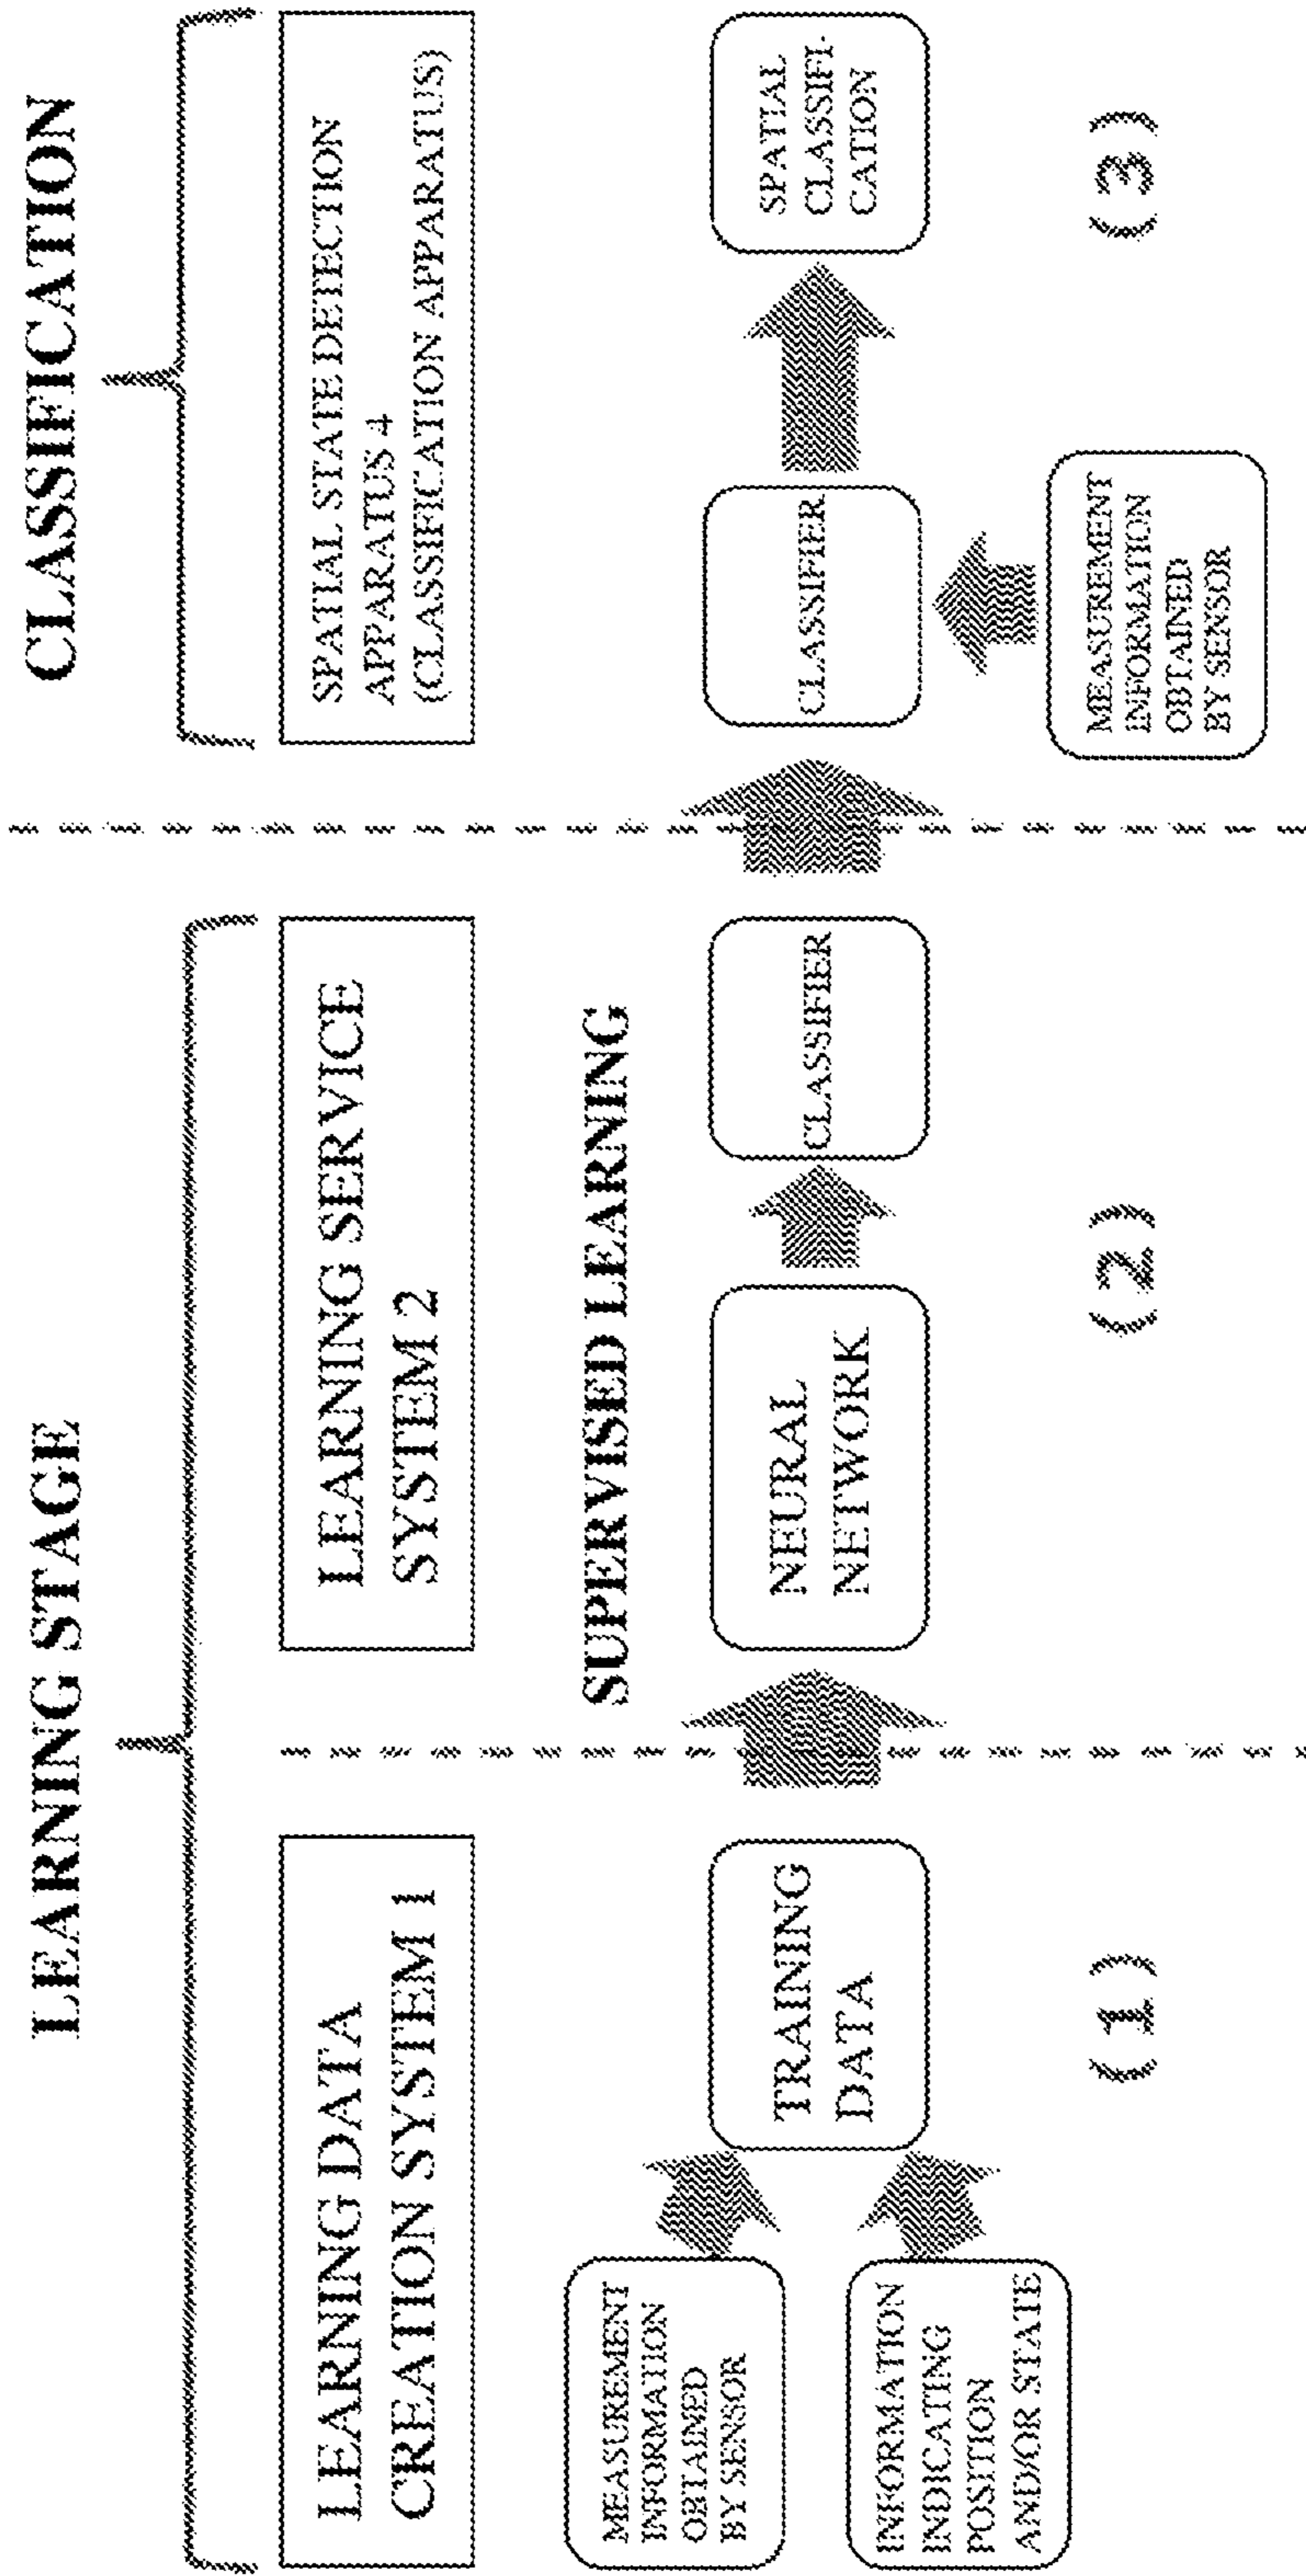 LEARNING STAGE
CLASSIFICATION
LEARNING DATA
CREATION SYSTEM 1
LEARNING SERVICE
SYSTEM 2
SPATIAL STATE DETECTION
APPARATUS 4
(CLASSIFICATION APPARATUS)
SUPERVISED LEARNING
MEASUREMENT
INFORMATION
OBTAINED
BY SENSOR
INFORMATION
INDICATING
POSITION
AND/OR STATE
TRAINING
DATA
NEURAL
NETWORK
CLASSIFIER
CLASSIFIER
SPATIAL
CLASSIFI-
CATION
MEASUREMENT
INFORMATION
OBTAINED
BY SENSOR
(1)
(2)
(3)